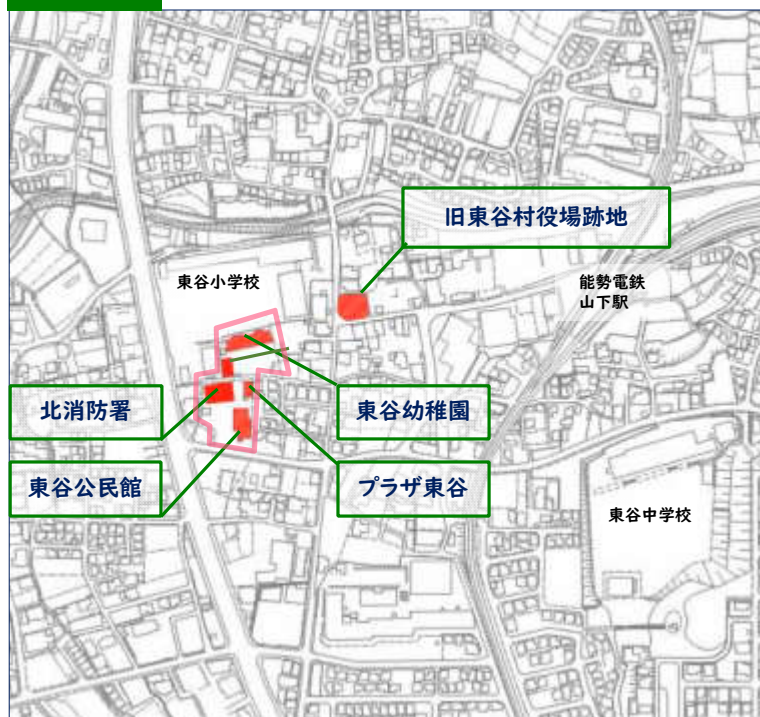 旧東谷村役場跡地
東谷小学校
能勢電鉄
山下駅
北消防署
東谷幼稚園
東谷公民館
プラザ東谷
東谷中学校